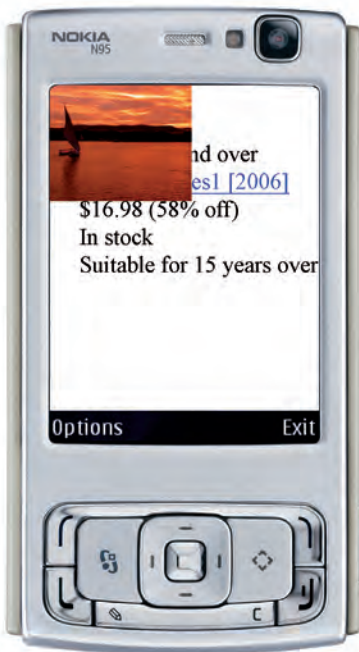 NOKIA
N95
nd over
es1 [2006]
$16.98 (58% off)
In stock
Suitable for 15 years over
Options Exit
C